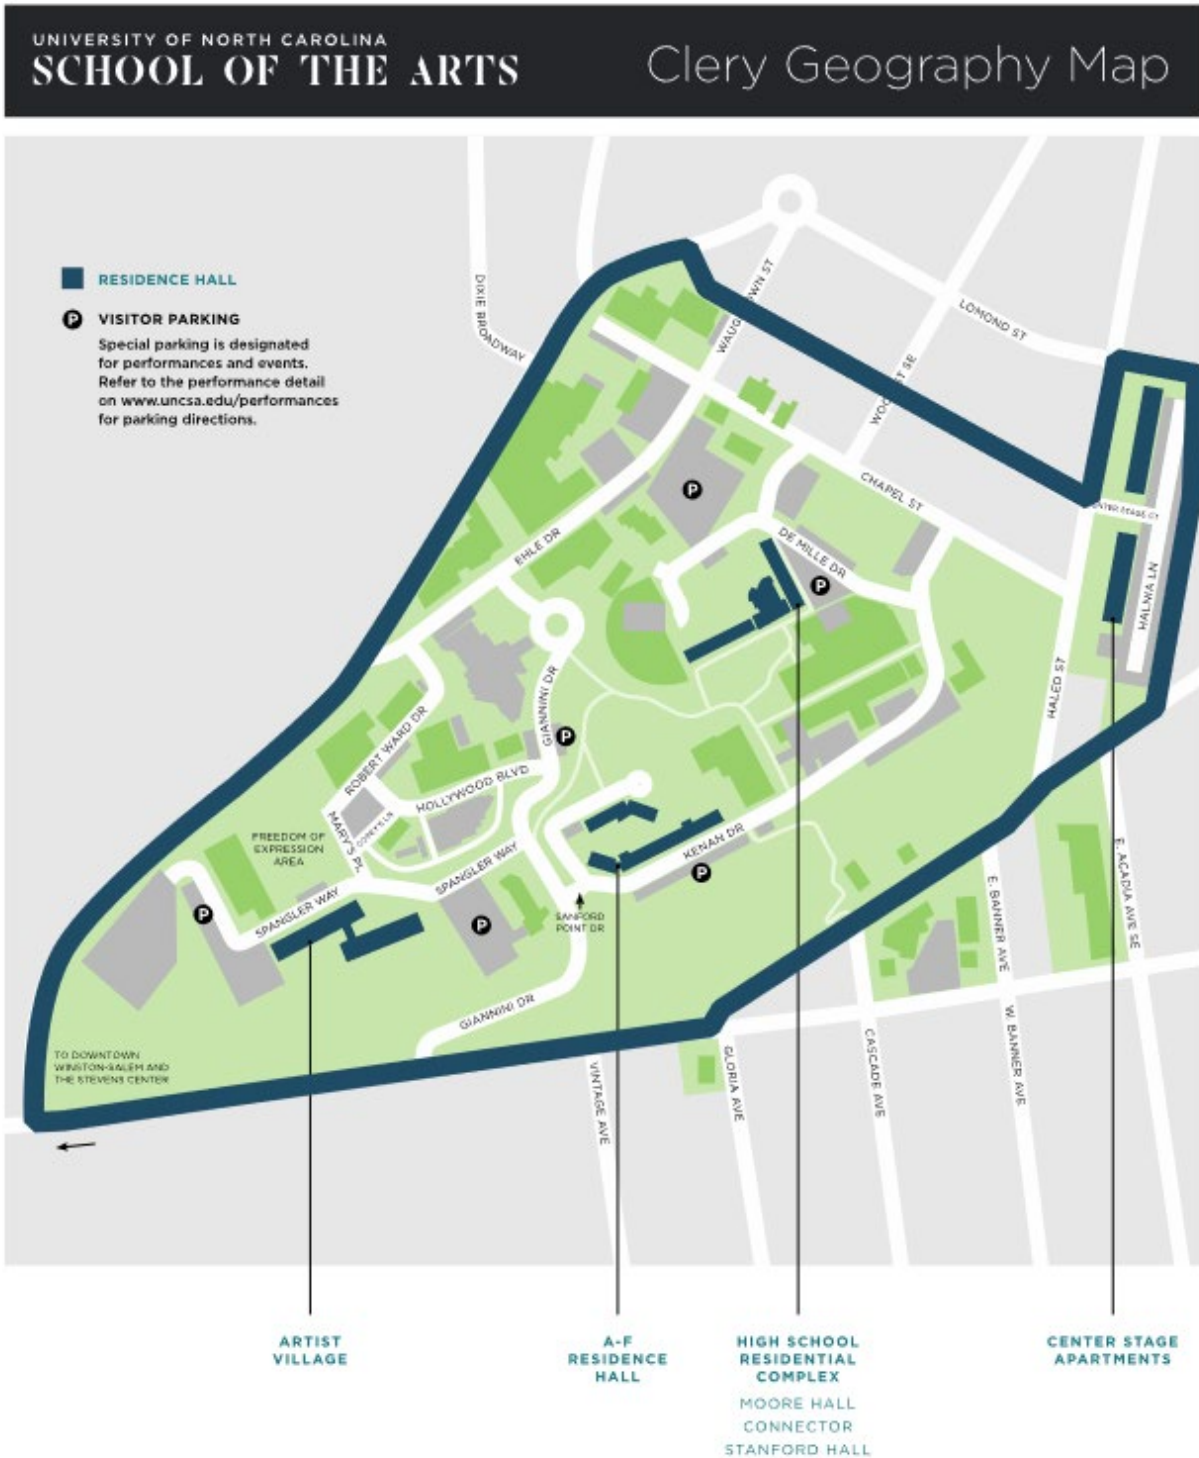 UNIVERSITY OF NORTH CAROLINA
SCHOOL OF THE ARTS
Clery Geography Map
RESIDENCE HALL
P
VISITOR PARKING
Special parking is designated
for performances and events.
Refer to the performance detail
on www.uncsa.edu/performances
for parking directions.
DIXIE BROADWAY
LOMOND ST
CHAPEL ST
P
EHLE DR
DE MILLE DR
P
HALNIA LN
HALED ST
GIANNINI DR
P
ROBERT WARD DR
HOLLYWOOD BLVD
MARY'S PL
FREEDOM OF
EXPRESSION
AREA
SPANGLER WAY
KENAN DR
P
P
SPANGLER WAY
P
SANFORD
POINT DR
GIANNINI DR
E. BANNER AVE
E. ACADIA AVE SE
TO DOWNTOWN
WINSTON-SALEM AND
THE STEVENS CENTER
VINTAGE AVE
GLORIA AVE
CASCADE AVE
W. BANNER AVE
ARTIST
VILLAGE
A-F
RESIDENCE
HALL
HIGH SCHOOL
RESIDENTIAL
COMPLEX
MOORE HALL
CONNECTOR
STANFORD HALL
CENTER STAGE
APARTMENTS